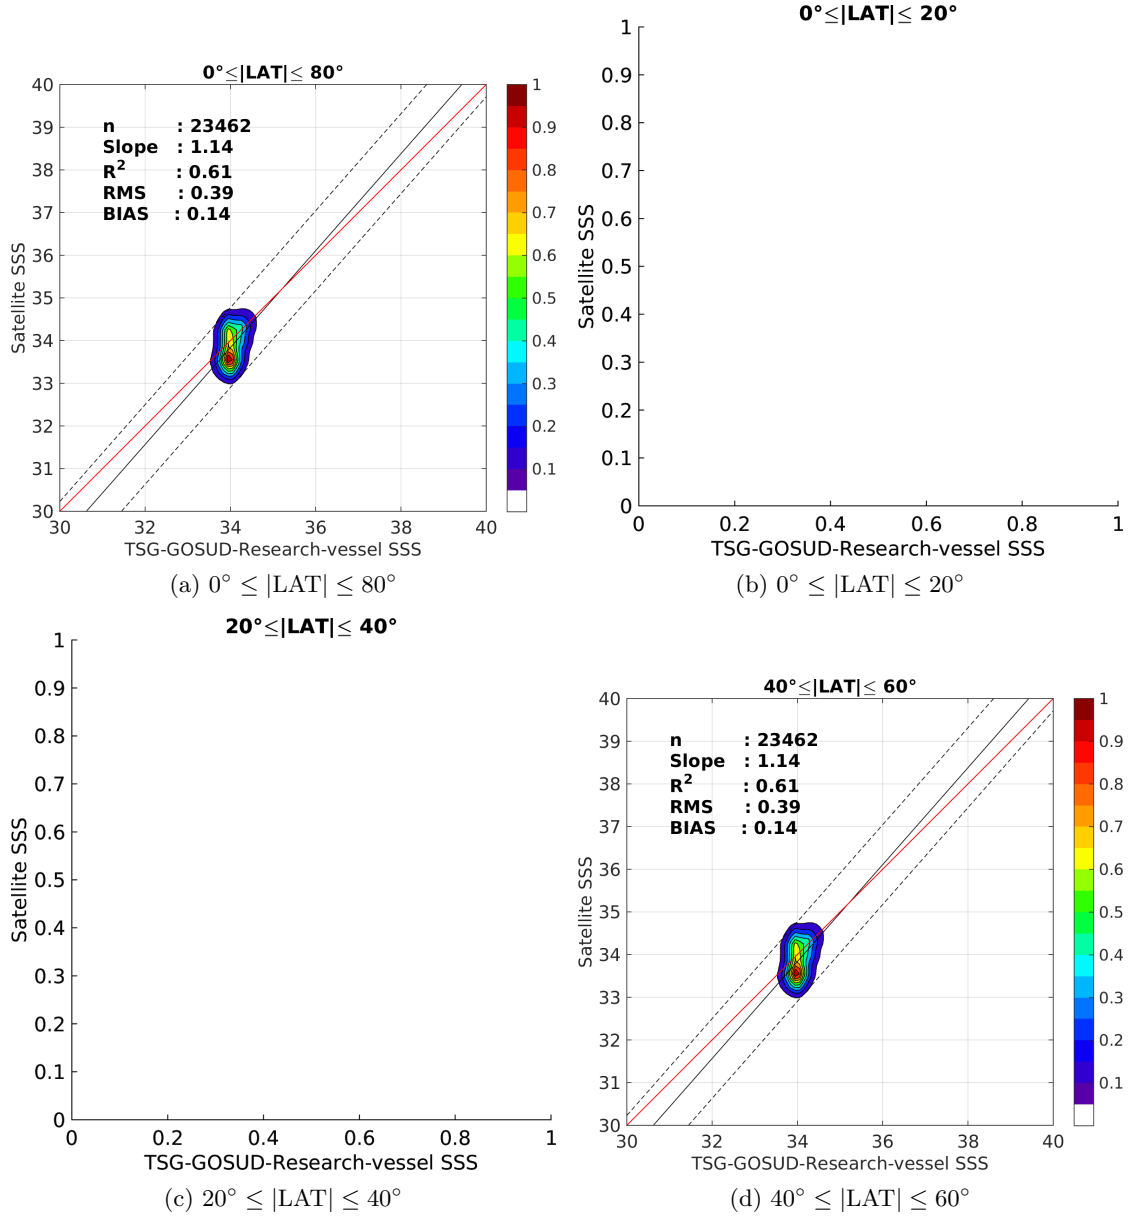 0°≤|LAT|≤ 80°
40
39
38
37
36
35
34
33
32
31
30
Satellite SSS
n : 23462
Slope : 1.14
R² : 0.61
RMS : 0.39
BIAS : 0.14
30 32 34 36 38 40
TSG-GOSUD-Research-vessel SSS
1
0.9
0.8
0.7
0.6
0.5
0.4
0.3
0.2
0.1
(a) 0° ≤ |LAT| ≤ 80°
0°≤|LAT|≤ 20°
1
0.9
0.8
0.7
0.6
0.5
0.4
0.3
0.2
0.1
0
Satellite SSS
0 0.2 0.4 0.6 0.8 1
TSG-GOSUD-Research-vessel SSS
(b) 0° ≤ |LAT| ≤ 20°
20°≤|LAT|≤ 40°
1
0.9
0.8
0.7
0.6
0.5
0.4
0.3
0.2
0.1
0
Satellite SSS
0 0.2 0.4 0.6 0.8 1
TSG-GOSUD-Research-vessel SSS
(c) 20° ≤ |LAT| ≤ 40°
40°≤|LAT|≤ 60°
40
39
38
37
36
35
34
33
32
31
30
Satellite SSS
n : 23462
Slope : 1.14
R² : 0.61
RMS : 0.39
BIAS : 0.14
30 32 34 36 38 40
TSG-GOSUD-Research-vessel SSS
1
0.9
0.8
0.7
0.6
0.5
0.4
0.3
0.2
0.1
(d) 40° ≤ |LAT| ≤ 60°